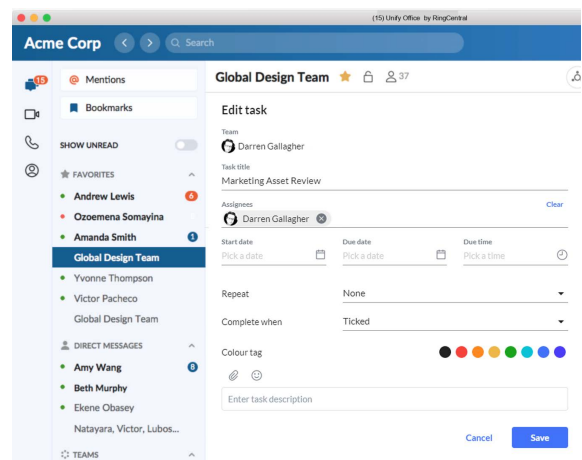 (15) Unify Office by RingCentral
Acme Corp
Search
15
Mentions
Bookmarks
SHOW UNREAD
FAVORITES
Andrew Lewis 6
Ozoemena Somayina
Amanda Smith 1
Global Design Team
Yvonne Thompson
Victor Pacheco
Global Design Team
DIRECT MESSAGES
Amy Wang 8
Beth Murphy
Ekene Obasey
Natayara, Victor, Lubos...
TEAMS
Global Design Team 37
Edit task
Team
Darren Gallagher
Task title
Marketing Asset Review
Assignees Clear
Darren Gallagher
Start date Due date Due time
Pick a date Pick a date Pick a time
Repeat None
Complete when Ticked
Colour tag
Enter task description
Cancel Save